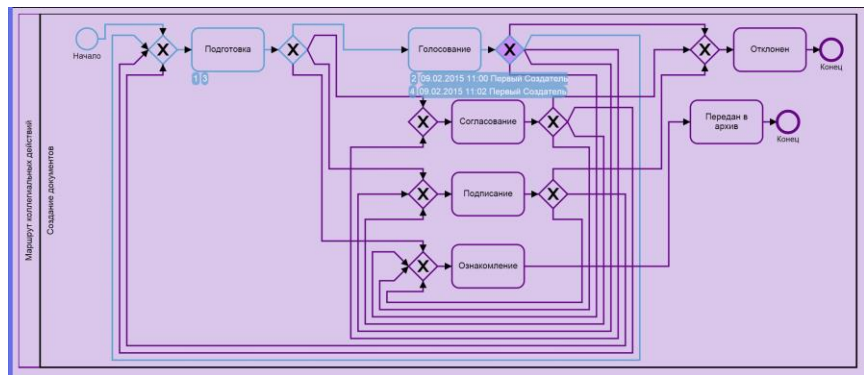 Маршрут коллегиальных действий
Создание документов
Начало
X
Подготовка
1 3
X
Голосование
2 09.02.2015 11:00 Первый Создатель
4 09.02.2015 11:02 Первый Создатель
X
X
Отклонен
Конец
X
Согласование
X
Передан в
архив
Конец
X
Подписание
X
X
Ознакомление